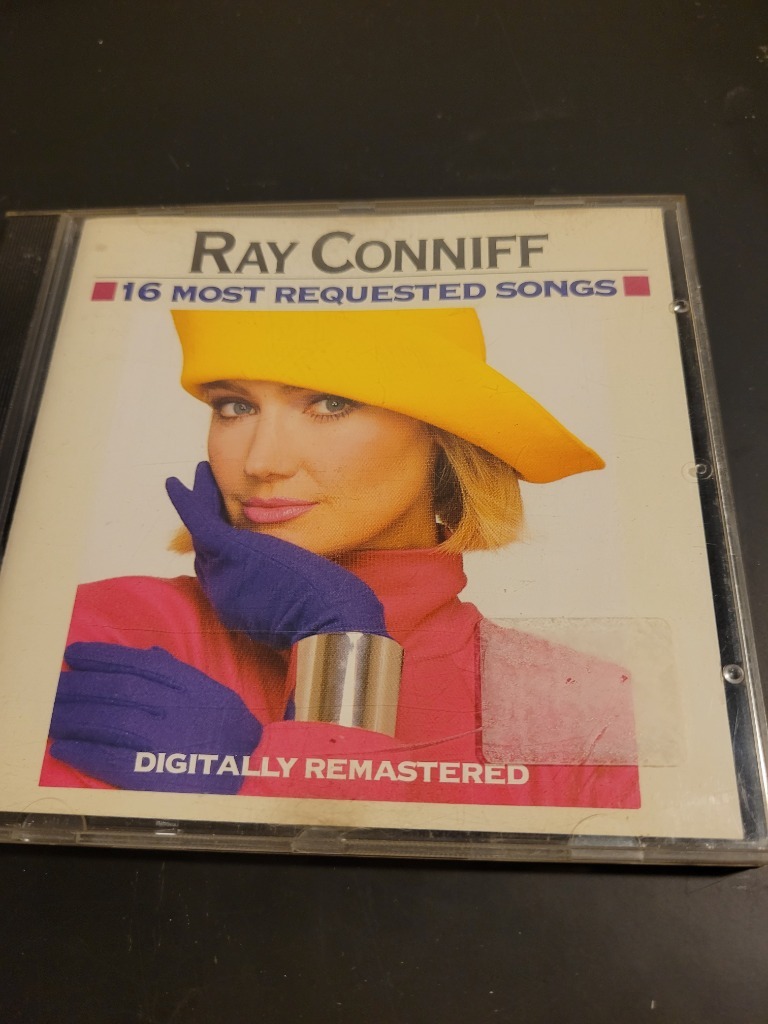 RAY CONNIFF
16 MOST REQUESTED SONGS
DIGITALLY REMASTERED